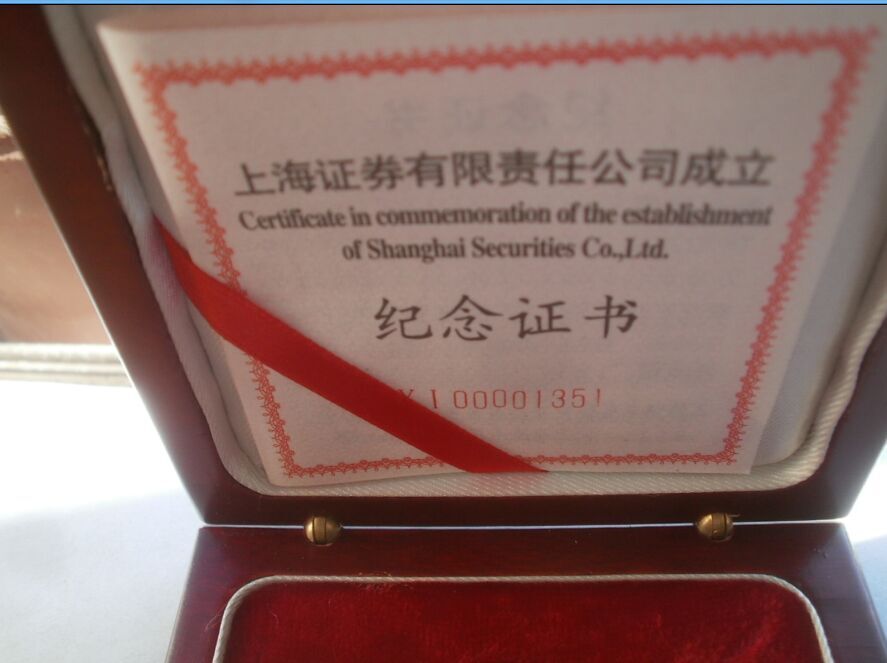 上海证券有限责任公司成立
Certificate in commemoration of the establishment
of Shanghai Securities Co.,Ltd.
纪念证书
Y I 00001351